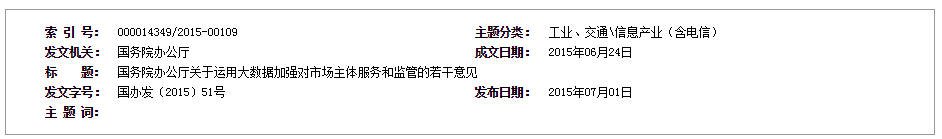 索 引 号： 000014349/2015-00109 主题分类： 工业、交通\信息产业（含电信）
发文机关： 国务院办公厅 成文日期： 2015年06月24日
标　　题： 国务院办公厅关于运用大数据加强对市场主体服务和监管的若干意见
发文字号： 国办发（2015）51号 发布日期： 2015年07月01日
主 题 词：